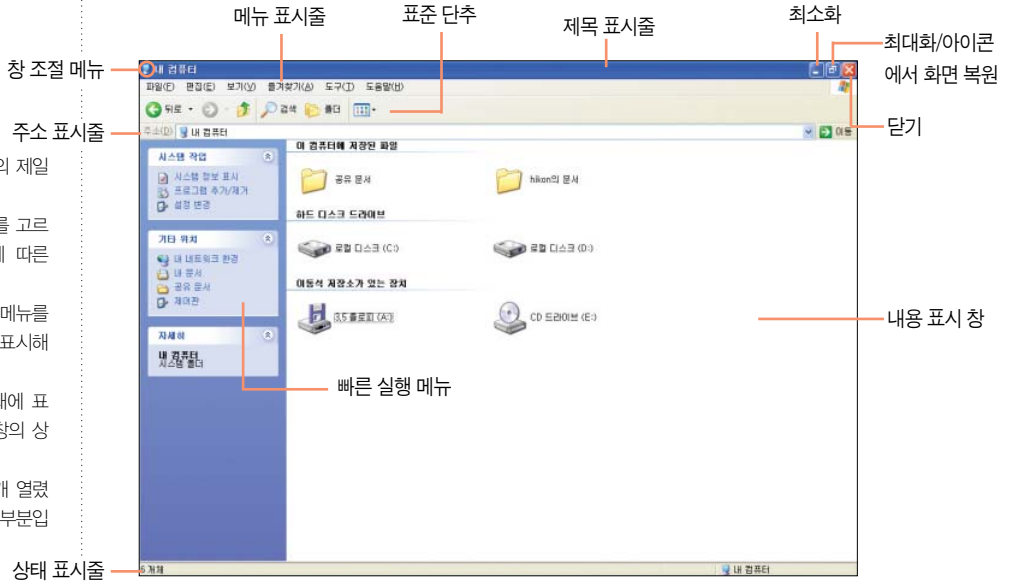 메뉴 표시줄
표준 단추
제목 표시줄
최소화
최대화/아이콘
에서 화면 복원
창 조절 메뉴
내 컴퓨터
파일(F) 편집(E) 보기(V) 즐겨찾기(A) 도구(T) 도움말(H)
뒤로 검색 폴더
주소 표시줄
주소(D) 내 컴퓨터 이동
닫기
의 제일
를 고르
에 따른
메뉴를
표시해
창의 상
개 열렸
부분입
시스템 작업
시스템 정보 표시
프로그램 추가/제거
설정 변경
기타 위치
내 네트워크 환경
내 문서
공유 문서
제어판
자세히
내 컴퓨터
시스템 폴더
이 컴퓨터에 저장된 파일
공유 문서 hikon의 문서
하드 디스크 드라이브
로컬 디스크 (C:) 로컬 디스크 (D:)
이동식 저장소가 있는 장치
3.5 플로피 (A:) CD 드라이브 (E:)
내용 표시 창
빠른 실행 메뉴
상태 표시줄
6 개체 내 컴퓨터